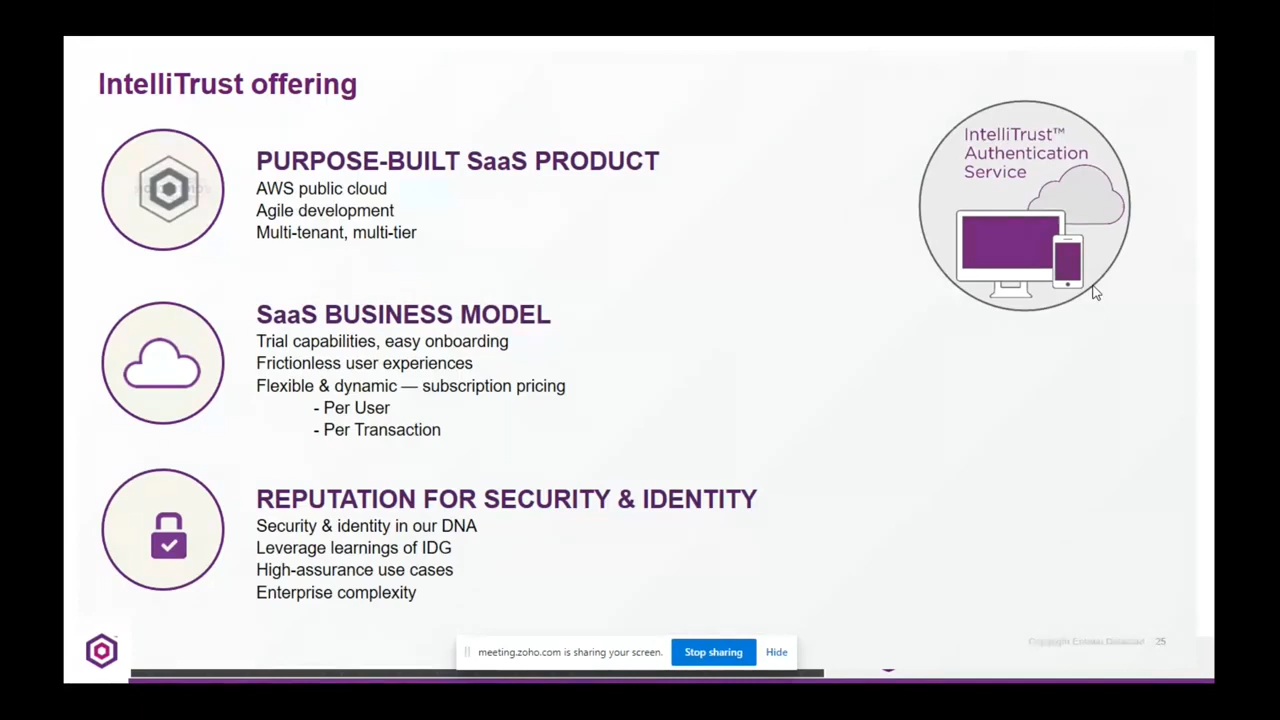 IntelliTrust offering
IntelliTrust™
Authentication
Service
PURPOSE-BUILT SaaS PRODUCT
AWS public cloud
Agile development
Multi-tenant, multi-tier
SaaS BUSINESS MODEL
Trial capabilities, easy onboarding
Frictionless user experiences
Flexible & dynamic — subscription pricing
- Per User
- Per Transaction
REPUTATION FOR SECURITY & IDENTITY
Security & identity in our DNA
Leverage learnings of IDG
High-assurance use cases
Enterprise complexity
meeting.zoho.com is sharing your screen. Stop sharing Hide
Copyright 25